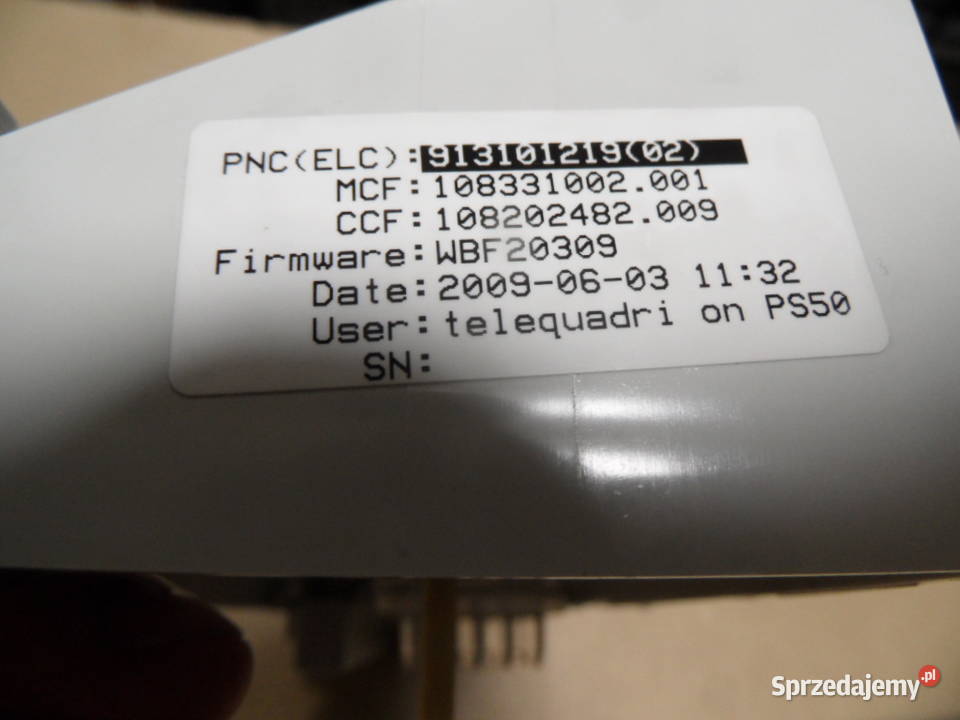 PNC(ELC):913101219(02)
MCF:108331002.001
CCF:108202482.009
Firmware:WBF20309
Date:2009-06-03 11:32
User:telequadri on PS50
SN:
Sprzedajemy.pl